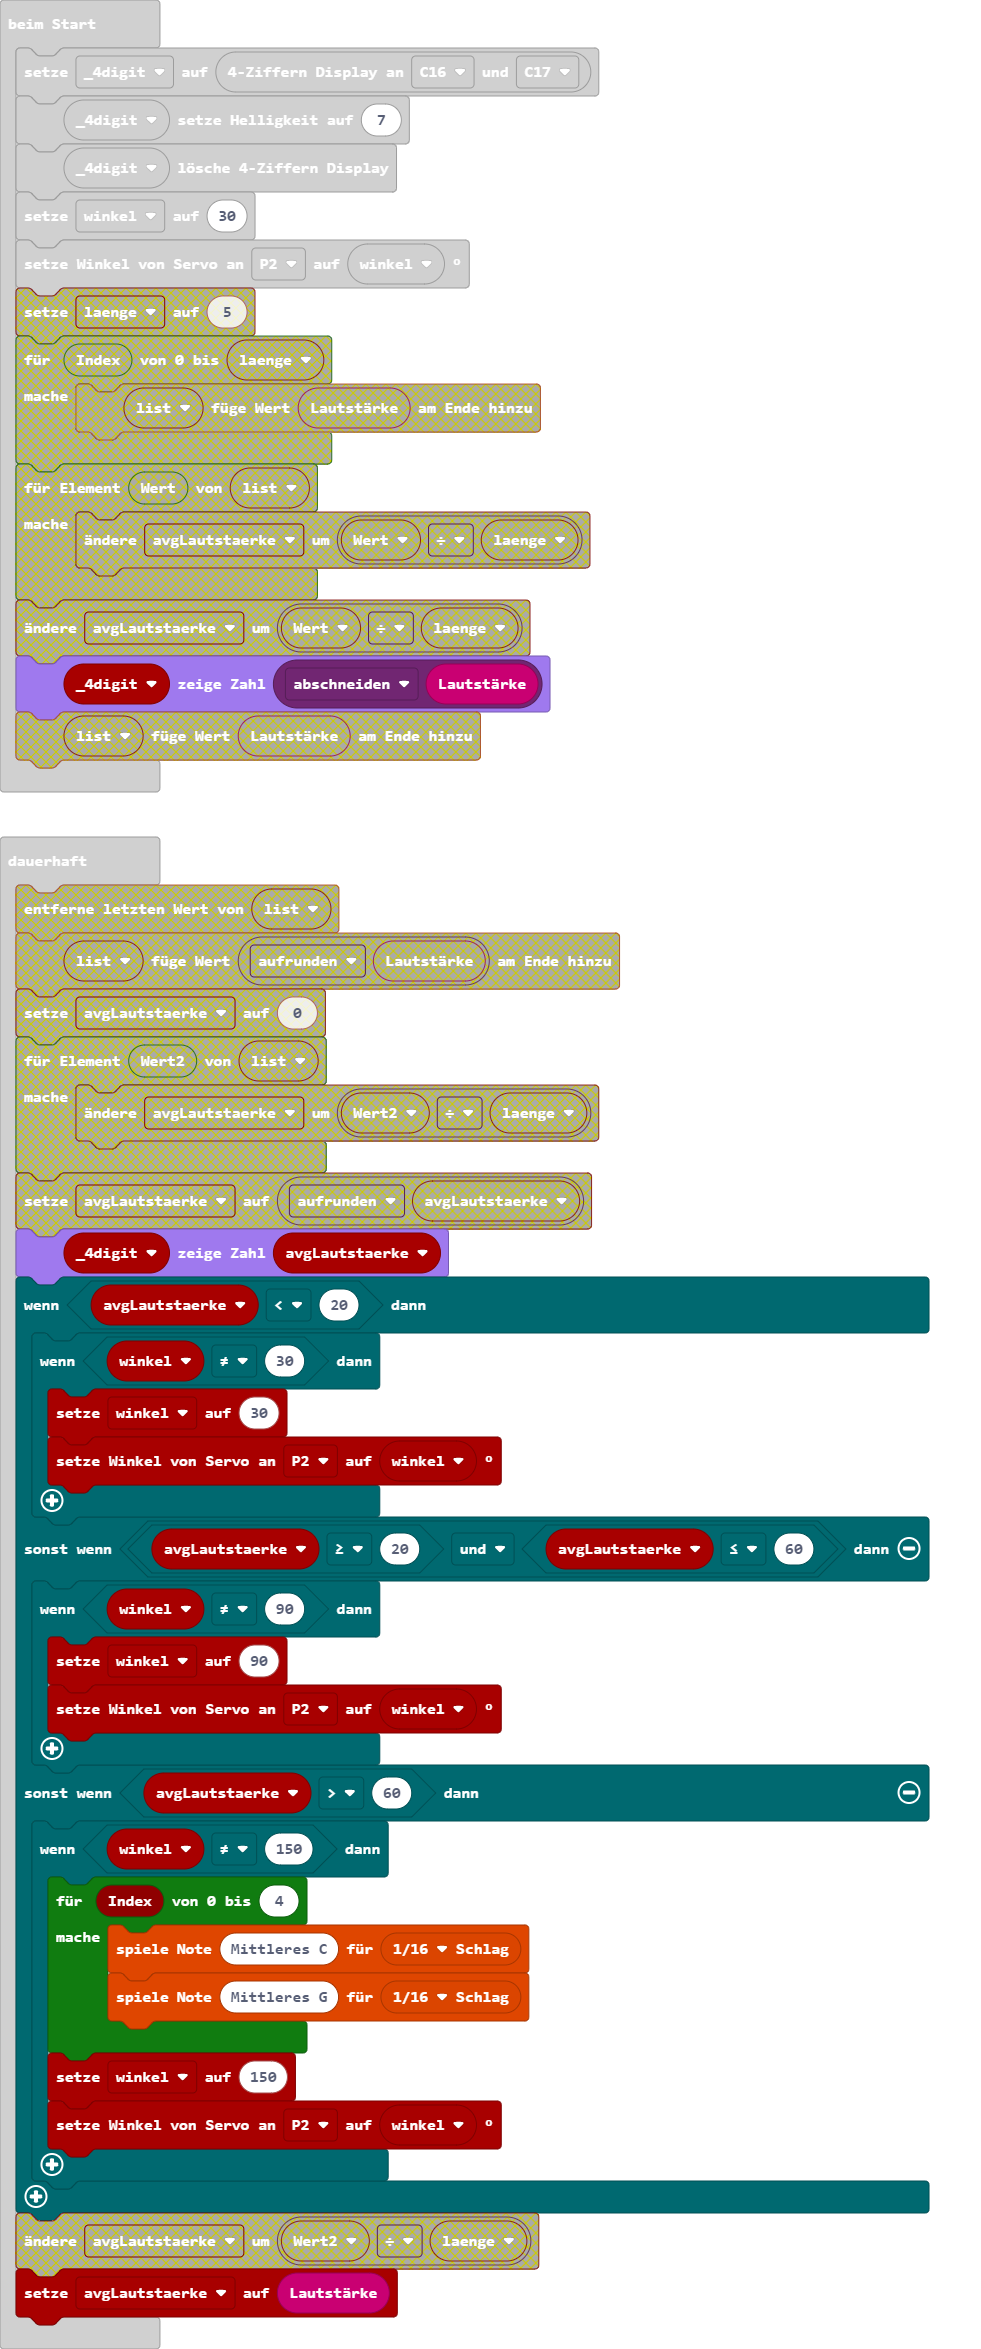 beim Start
setze _4digit auf 4-Ziffern Display an C16 und C17
_4digit setze Helligkeit auf 7
_4digit lösche 4-Ziffern Display
setze winkel auf 30
setze Winkel von Servo an P2 auf winkel °
setze laenge auf 5
für Index von 0 bis laenge
mache
list füge Wert Lautstärke am Ende hinzu
für Element Wert von list
mache
ändere avgLautstaerke um Wert ÷ laenge
ändere avgLautstaerke um Wert ÷ laenge
_4digit zeige Zahl abschneiden Lautstärke
list füge Wert Lautstärke am Ende hinzu
dauerhaft
entferne letzten Wert von list
list füge Wert aufrunden Lautstärke am Ende hinzu
setze avgLautstaerke auf 0
für Element Wert2 von list
mache
ändere avgLautstaerke um Wert2 ÷ laenge
setze avgLautstaerke auf aufrunden avgLautstaerke
_4digit zeige Zahl avgLautstaerke
wenn avgLautstaerke < 20 dann
wenn winkel ≠ 30 dann
setze winkel auf 30
setze Winkel von Servo an P2 auf winkel °
sonst wenn avgLautstaerke ≥ 20 und avgLautstaerke ≤ 60 dann
wenn winkel ≠ 90 dann
setze winkel auf 90
setze Winkel von Servo an P2 auf winkel °
sonst wenn avgLautstaerke > 60 dann
wenn winkel ≠ 150 dann
für Index von 0 bis 4
mache
spiele Note Mittleres C für 1/16 Schlag
spiele Note Mittleres G für 1/16 Schlag
setze winkel auf 150
setze Winkel von Servo an P2 auf winkel °
ändere avgLautstaerke um Wert2 ÷ laenge
setze avgLautstaerke auf Lautstärke